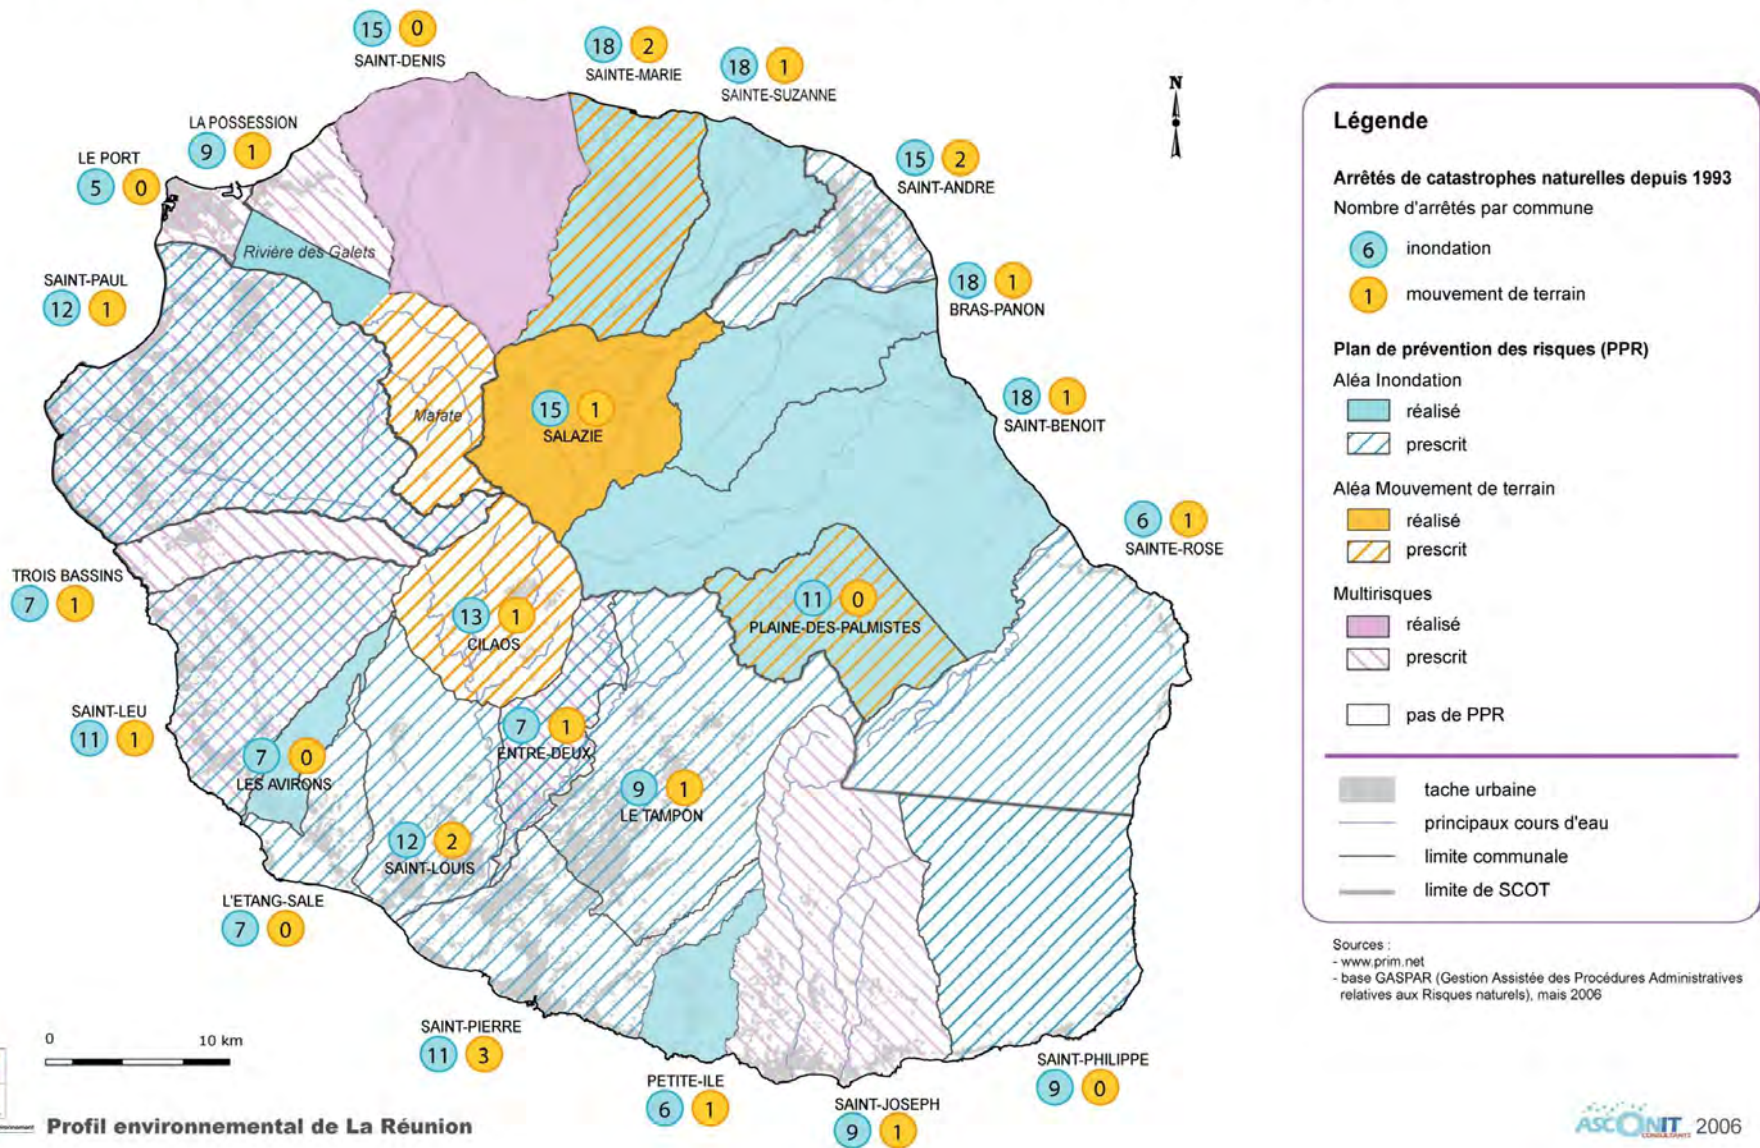 15 0
SAINT-DENIS
18 2
SAINTE-MARIE
18 1
SAINTE-SUZANNE
LA POSSESSION
9 1
LE PORT
5 0
15 2
SAINT-ANDRE
Rivière des Galets
SAINT-PAUL
12 1
18 1
BRAS-PANON
Mafate
15 1
SALAZIE
18 1
SAINT-BENOIT
6 1
SAINTE-ROSE
TROIS BASSINS
7 1
13 1
CILAOS
11 0
PLAINE-DES-PALMISTES
SAINT-LEU
11 1
7 1
ENTRE-DEUX
7 0
LES AVIRONS
9 1
LE TAMPON
12 2
SAINT-LOUIS
L'ETANG-SALE
7 0
SAINT-PIERRE
11 3
PETITE-ILE
6 1
SAINT-JOSEPH
9 1
SAINT-PHILIPPE
9 0
N
0 10 km
Profil environnemental de La Réunion
Légende
Arrêtés de catastrophes naturelles depuis 1993
Nombre d'arrêtés par commune
6 inondation
1 mouvement de terrain
Plan de prévention des risques (PPR)
Aléa Inondation
réalisé
prescrit
Aléa Mouvement de terrain
réalisé
prescrit
Multirisques
réalisé
prescrit
pas de PPR
tache urbaine
principaux cours d'eau
limite communale
limite de SCOT
Sources :
- www.prim.net
- base GASPAR (Gestion Assistée des Procédures Administratives
relatives aux Risques naturels), mais 2006
ASCONIT 2006
CONSULTANTS